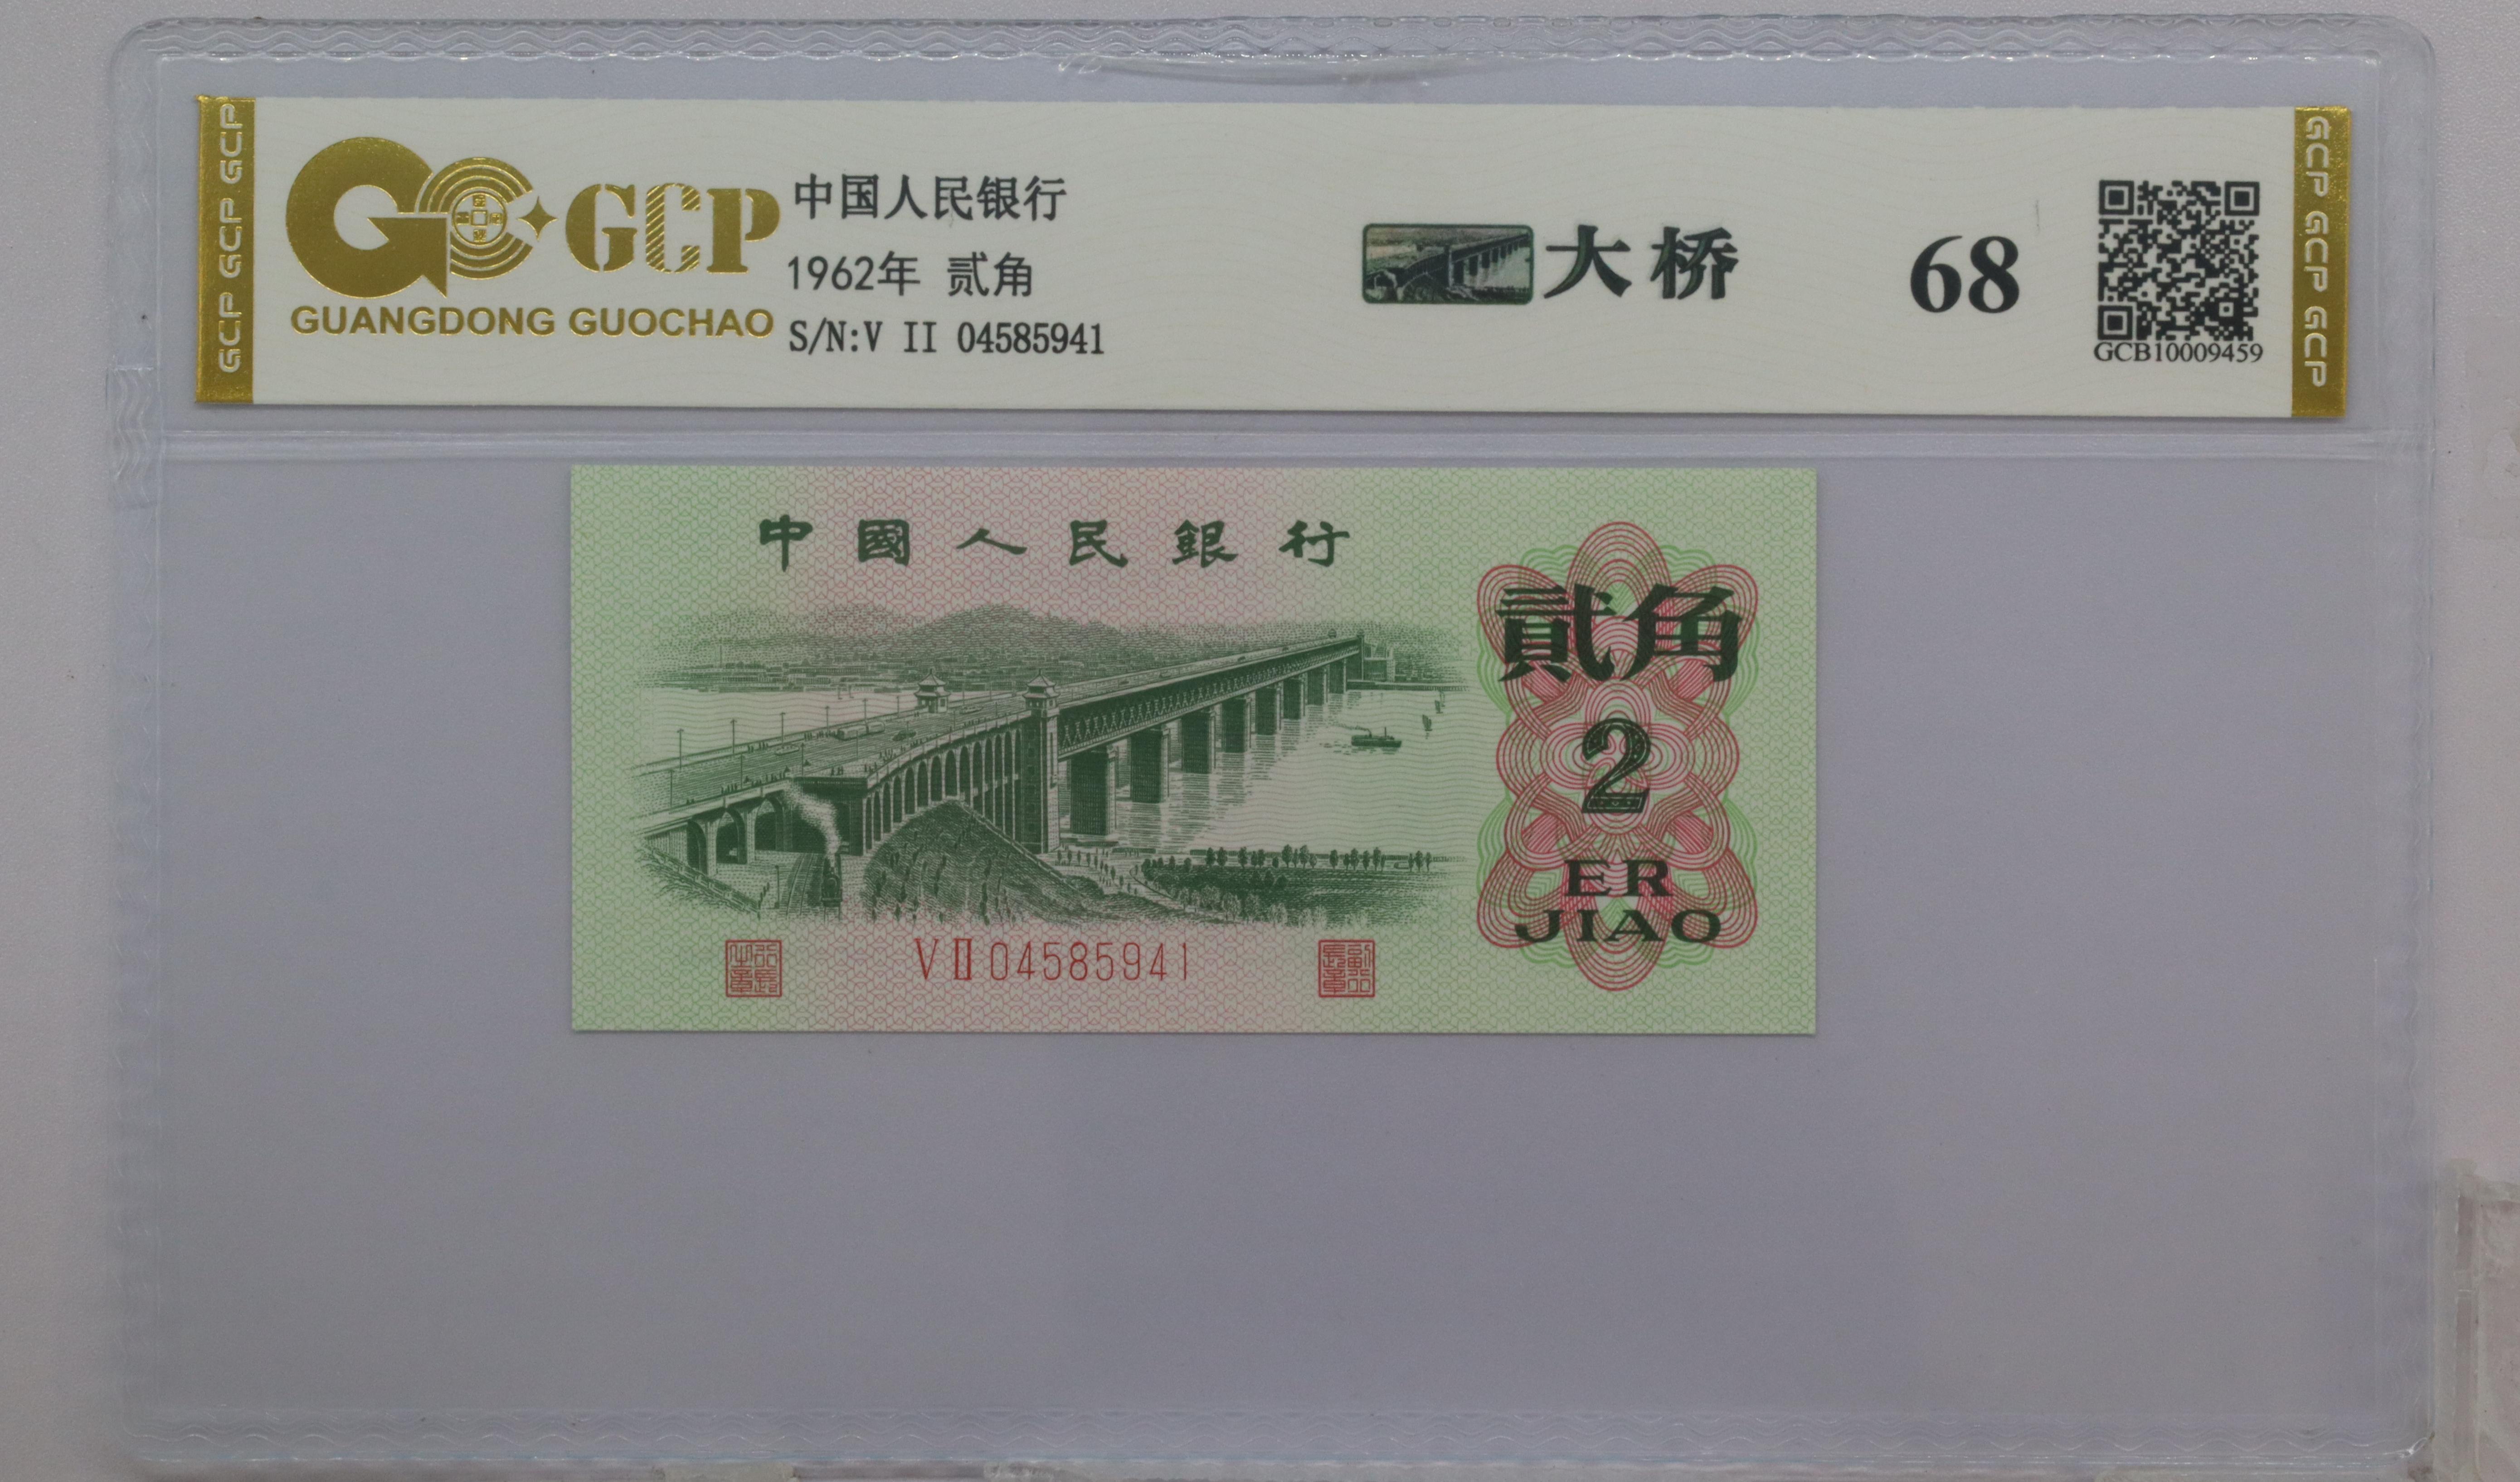 GCP GCP GCP
GCP
GUANGDONG GUOCHAO
中国人民银行
1962年 贰角
S/N:V II 04585941
大桥
68
GCB10009459
GCP GCP GCP
中國人民銀行
貳角
2
ER
JIAO
V II 04585941